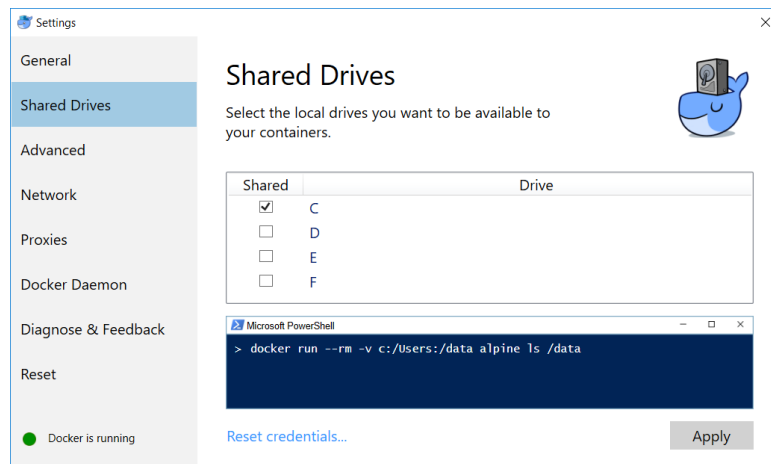 Settings
General
Shared Drives
Advanced
Network
Proxies
Docker Daemon
Diagnose & Feedback
Reset
Docker is running
Shared Drives
Select the local drives you want to be available to
your containers.
Shared Drive
C
D
E
F
Microsoft PowerShell
> docker run --rm -v c:/Users:/data alpine ls /data
Reset credentials...
Apply